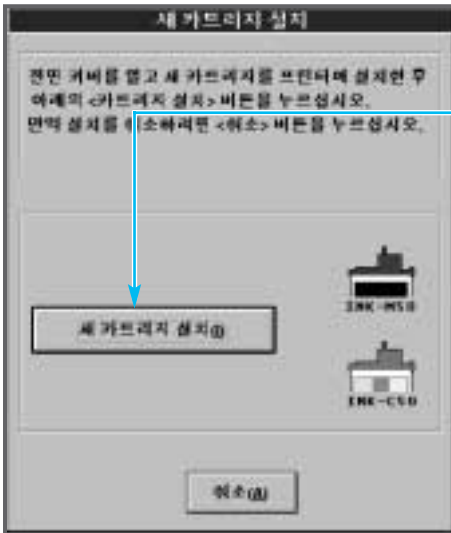 새 카트리지 설치
전면 커버를 열고 새 카트리지를 프린터에 설치한 후
아래의 <카트리지 설치> 버튼을 누르십시오.
만약 설치를 취소하려면 <취소> 버튼을 누르십시오.
INK-M50
새 카트리지 설치(I)
INK-C50
취소(A)